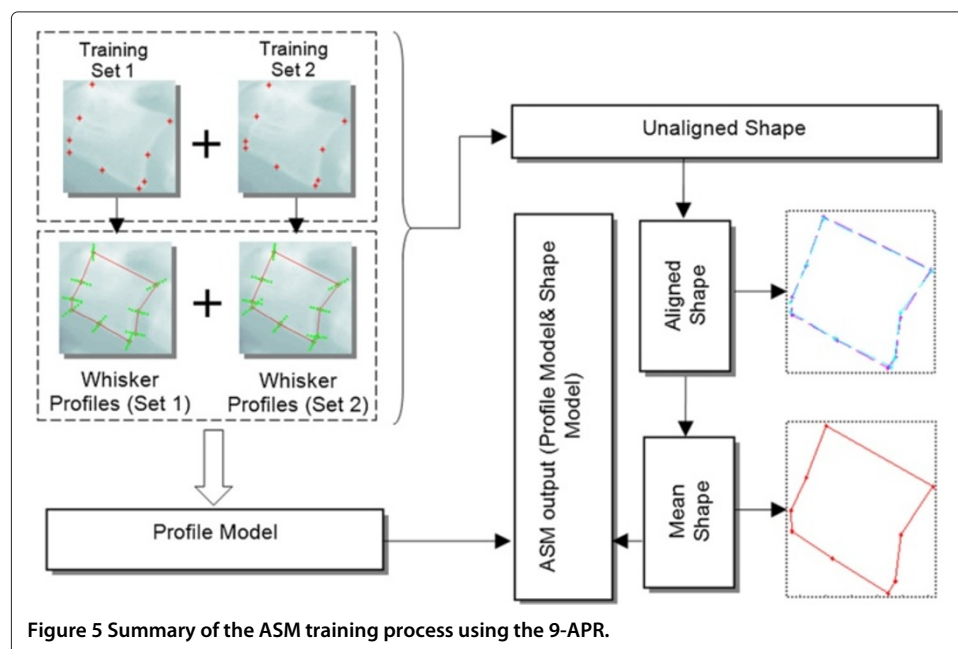 Training
Set 1
Training
Set 2
+
+
Whisker
Profiles (Set 1)
Whisker
Profiles (Set 2)
Profile Model
Unaligned Shape
Aligned
Shape
Mean
Shape
ASM output (Profile Model& Shape
Model)
Figure 5 Summary of the ASM training process using the 9-APR.